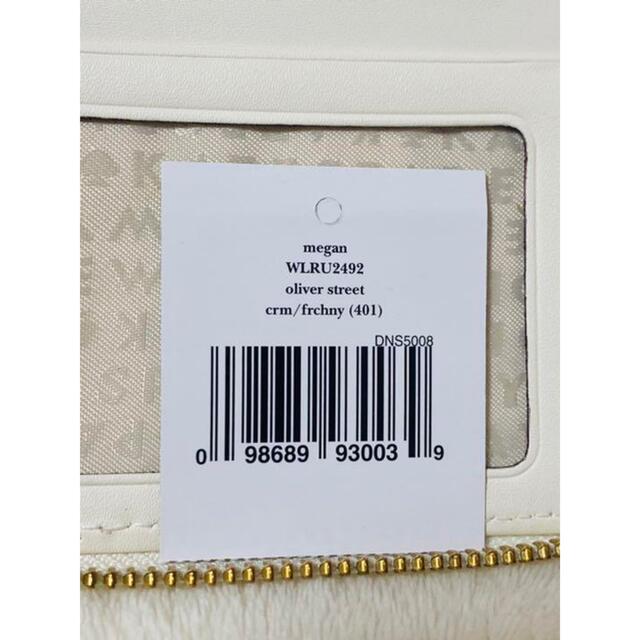 megan
WLRU2492
oliver street
crm/frchny (401)
DNS5008
0 98689 93003 9